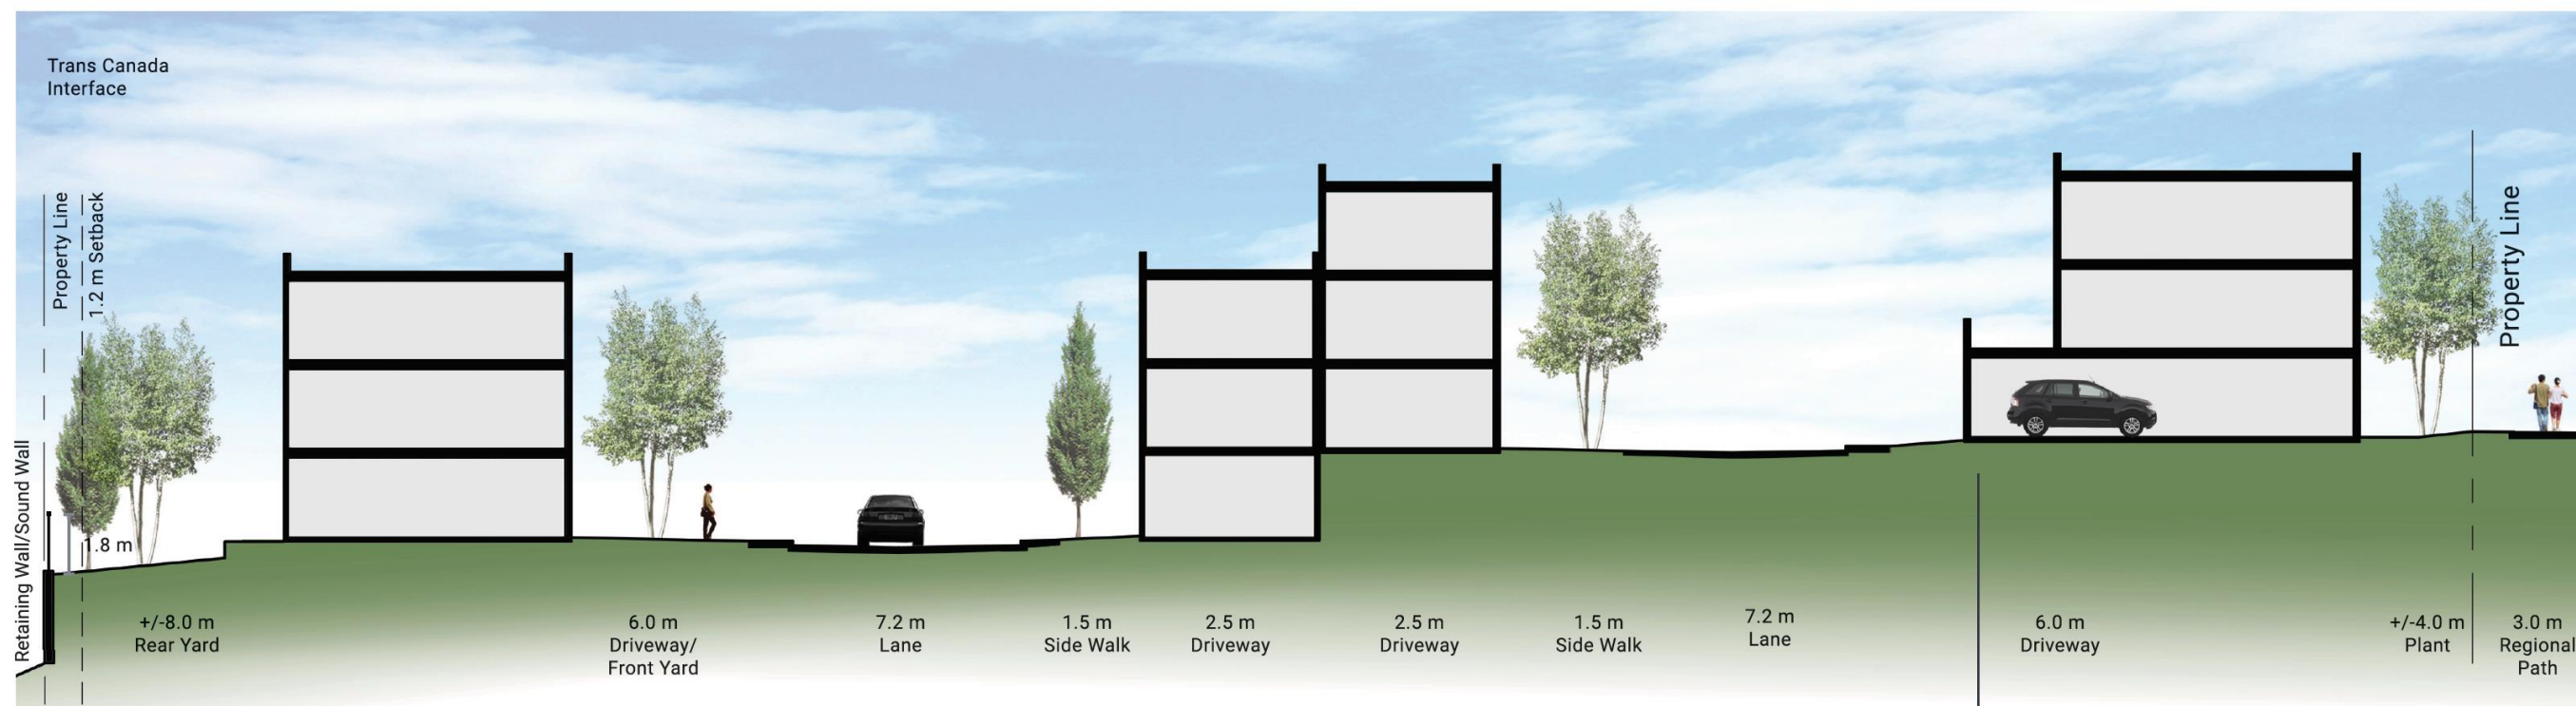 Trans Canada
Interface
Property Line
1.2 m Setback
Property Line
Retaining Wall/Sound Wall
1.8 m
+/-8.0 m
Rear Yard
6.0 m
Driveway/
Front Yard
7.2 m
Lane
1.5 m
Side Walk
2.5 m
Driveway
2.5 m
Driveway
1.5 m
Side Walk
7.2 m
Lane
6.0 m
Driveway
+/-4.0 m
Plant
3.0 m
Regional
Path